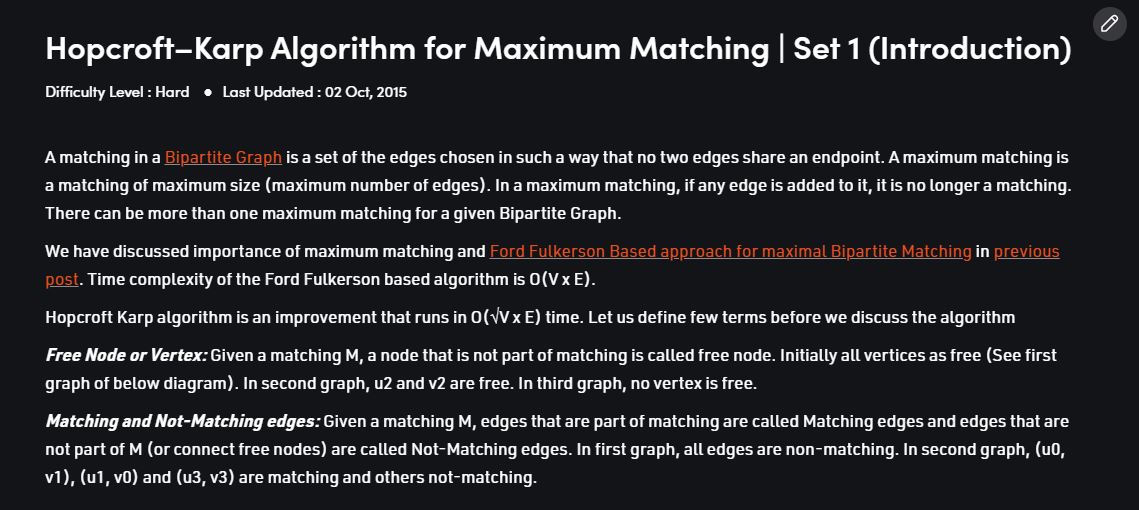 Hopcroft–Karp Algorithm for Maximum Matching | Set 1 (Introduction)
Difficulty Level : Hard ● Last Updated : 02 Oct, 2015
A matching in a Bipartite Graph is a set of the edges chosen in such a way that no two edges share an endpoint. A maximum matching is
a matching of maximum size (maximum number of edges). In a maximum matching, if any edge is added to it, it is no longer a matching.
There can be more than one maximum matching for a given Bipartite Graph.
We have discussed importance of maximum matching and Ford Fulkerson Based approach for maximal Bipartite Matching in previous
post. Time complexity of the Ford Fulkerson based algorithm is O(V x E).
Hopcroft Karp algorithm is an improvement that runs in O(√V x E) time. Let us define few terms before we discuss the algorithm
Free Node or Vertex: Given a matching M, a node that is not part of matching is called free node. Initially all vertices as free (See first
graph of below diagram). In second graph, u2 and v2 are free. In third graph, no vertex is free.
Matching and Not-Matching edges: Given a matching M, edges that are part of matching are called Matching edges and edges that are
not part of M (or connect free nodes) are called Not-Matching edges. In first graph, all edges are non-matching. In second graph, (u0,
v1), (u1, v0) and (u3, v3) are matching and others not-matching.